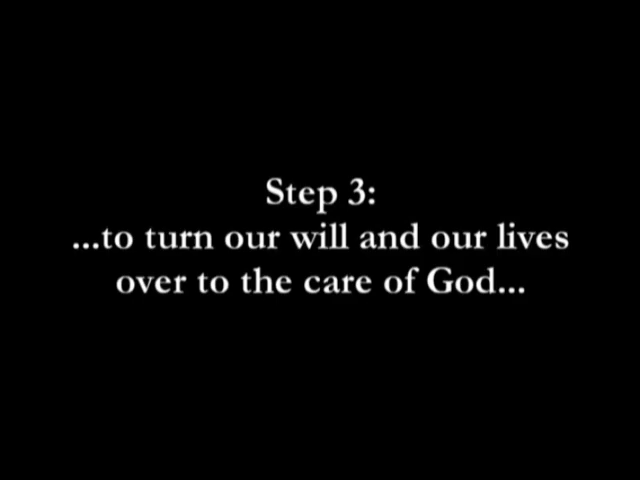 Step 3:
...to turn our will and our lives
over to the care of God...